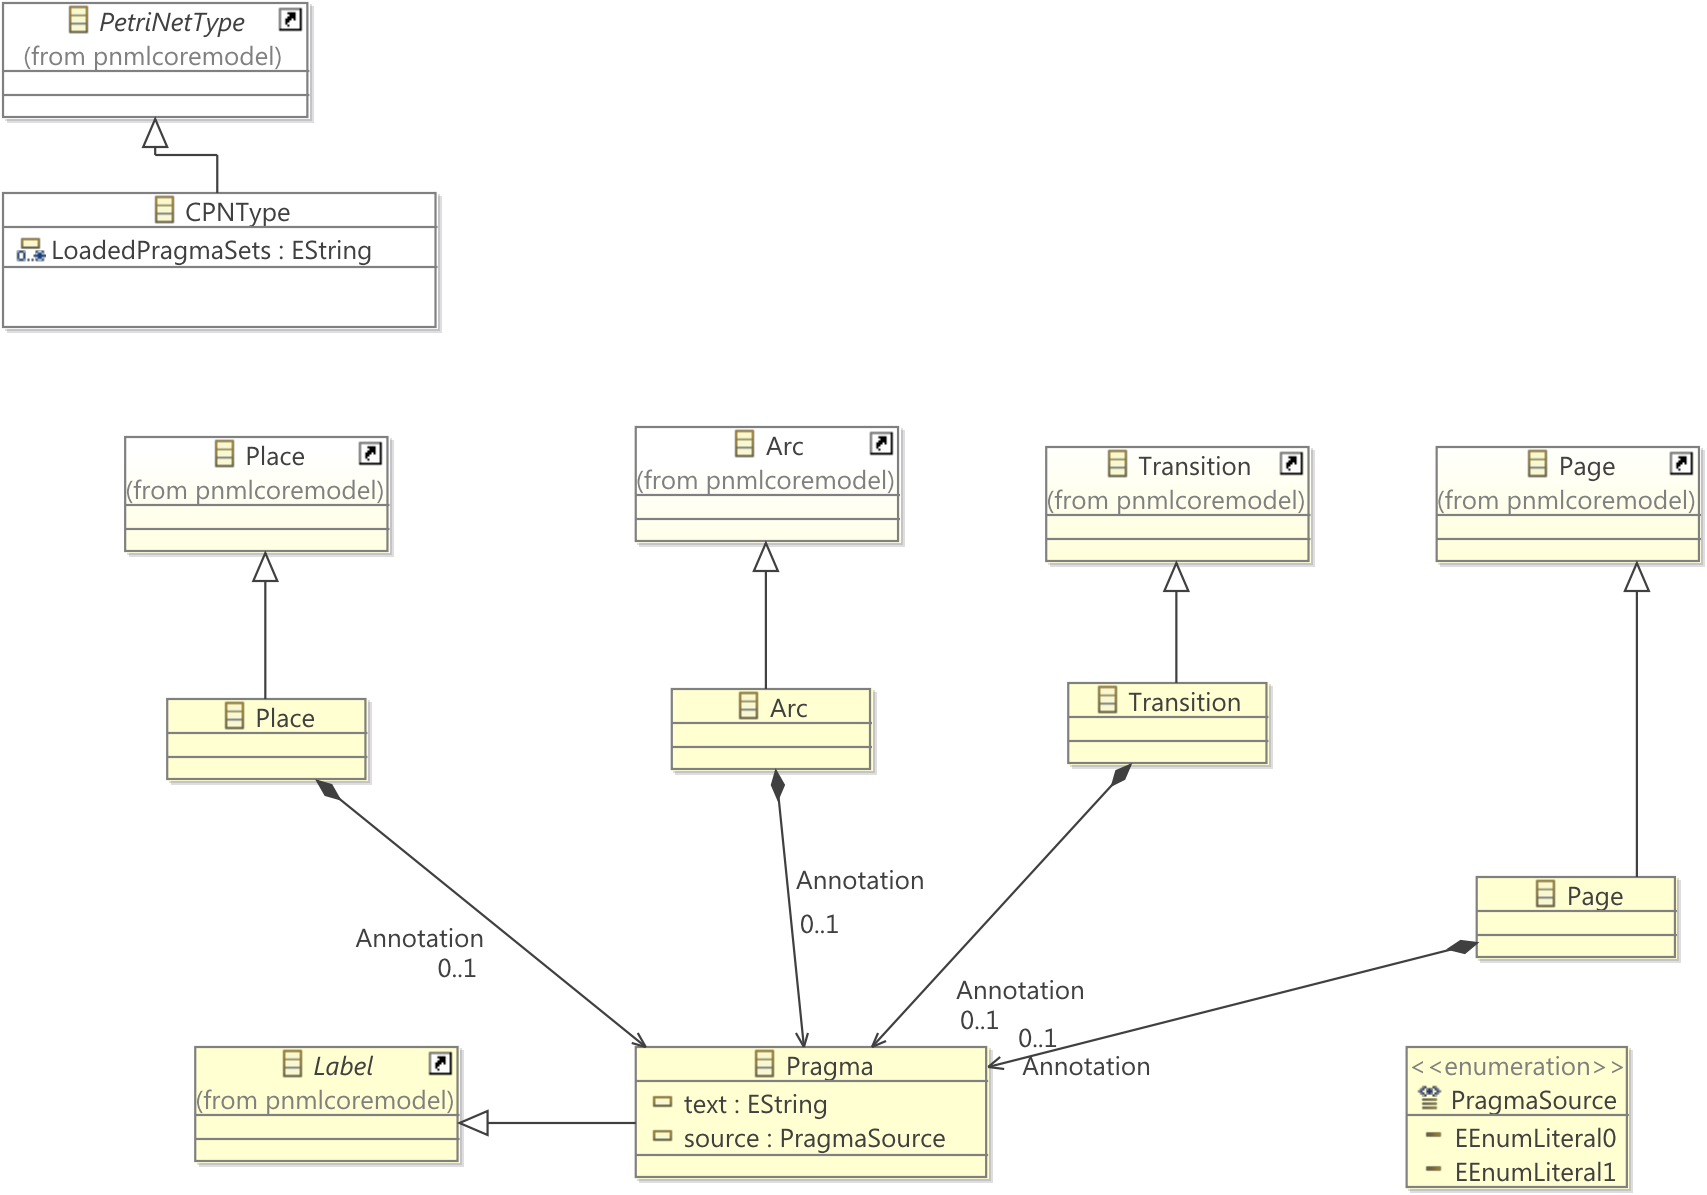 PetriNetType
(from pnmlcoremodel)
CPNType
LoadedPragmaSets : EString
Place
(from pnmlcoremodel)
Arc
(from pnmlcoremodel)
Transition
(from pnmlcoremodel)
Page
(from pnmlcoremodel)
Place
Arc
Transition
Page
Annotation
0..1
Annotation
0..1
Annotation
0..1
0..1
Annotation
Label
(from pnmlcoremodel)
Pragma
text : EString
source : PragmaSource
<<enumeration>>
PragmaSource
EEnumLiteral0
EEnumLiteral1